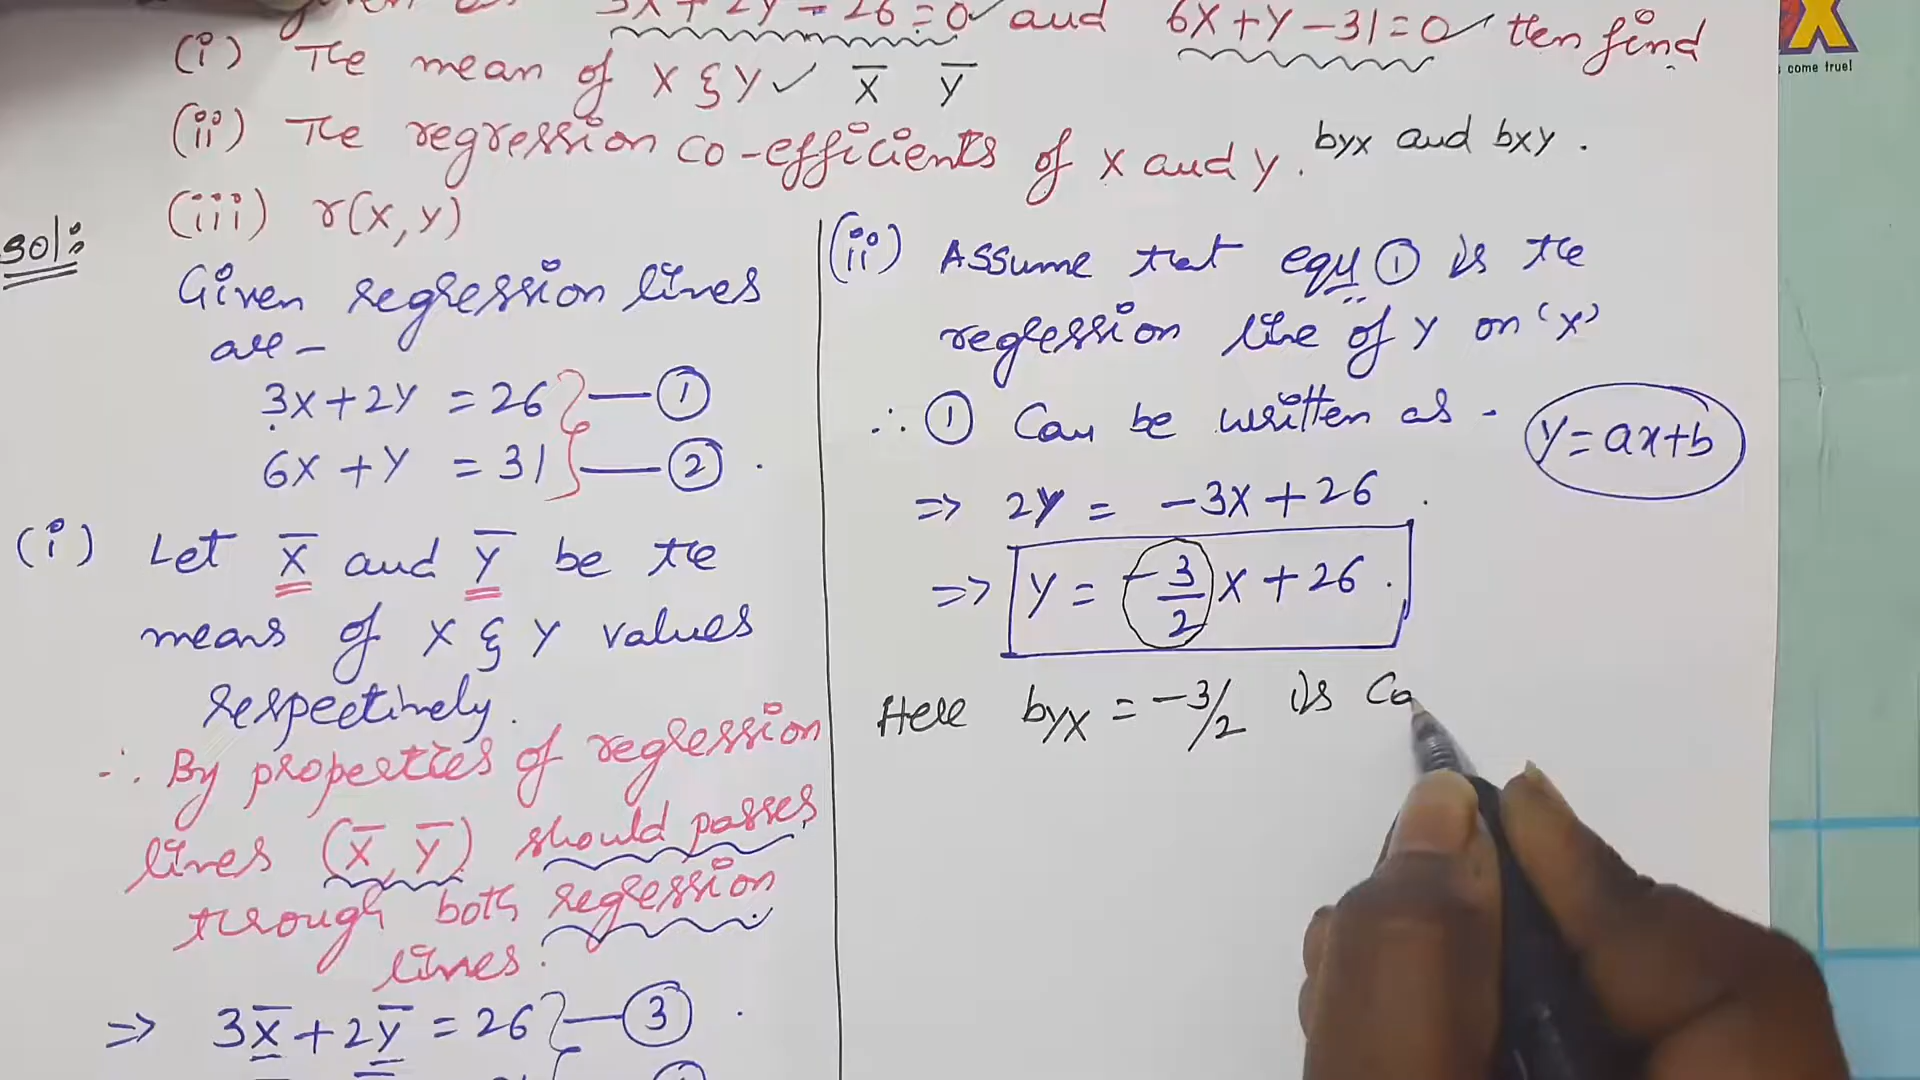 3X + 2Y - 26 = 0 ✓ and 6X + Y - 31 = 0 ✓ then find
(i) The mean of X & Y ✓ X̅ Y̅
(ii) The regression co-efficients of X and Y. byx and bxy.
(iii) r(X, Y)
Sol:
Given regression lines
are -
3X + 2Y = 26 — ①
6X + Y = 31 — ②
(i) Let X̅ and Y̅ be the
means of X & Y values
respectively.
∴ By properties of regression
lines (X̅, Y̅) should passes
through both regression
lines.
⇒ 3X̅ + 2Y̅ = 26 — ③
(ii) Assume that equ ① is the
regression line of Y on 'X'
∴ ① Can be written as - y = ax + b
⇒ 2Y = -3X + 26
⇒ Y = -3/2 X + 26.
Here byx = -3/2 is Co
X
come true!